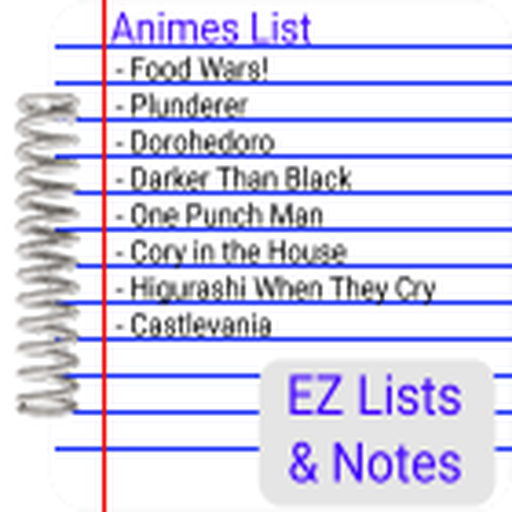 Animes List
- Food Wars!
- Plunderer
- Dorohedoro
- Darker Than Black
- One Punch Man
- Cory in the House
- Higurashi When They Cry
- Castlevania
EZ Lists
& Notes